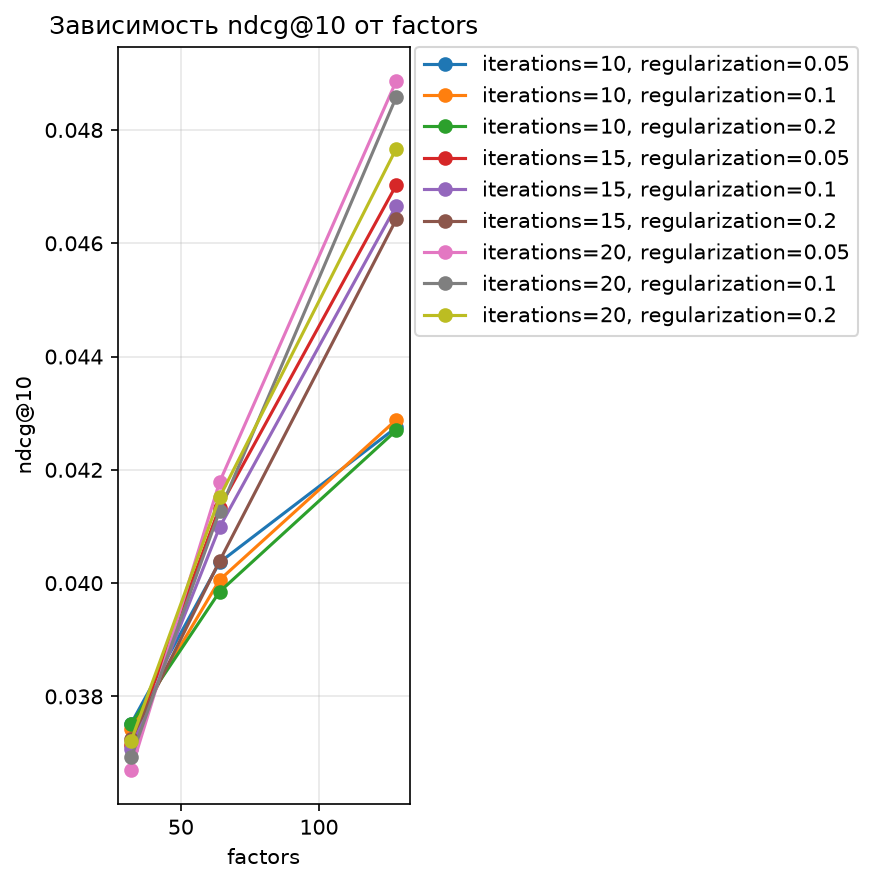 Зависимость ndcg@10 от factors
iterations=10, regularization=0.05
iterations=10, regularization=0.1
iterations=10, regularization=0.2
iterations=15, regularization=0.05
iterations=15, regularization=0.1
iterations=15, regularization=0.2
iterations=20, regularization=0.05
iterations=20, regularization=0.1
iterations=20, regularization=0.2
0.048
0.046
0.044
0.042
0.040
0.038
ndcg@10
50 100
factors